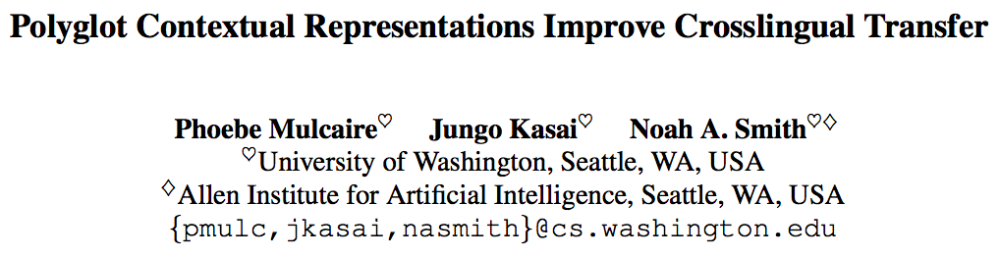 Polyglot Contextual Representations Improve Crosslingual Transfer
Phoebe Mulcaire♡ Jungo Kasai♡ Noah A. Smith♡♢
♡University of Washington, Seattle, WA, USA
♢Allen Institute for Artificial Intelligence, Seattle, WA, USA
{pmulc,jkasai,nasmith}@cs.washington.edu